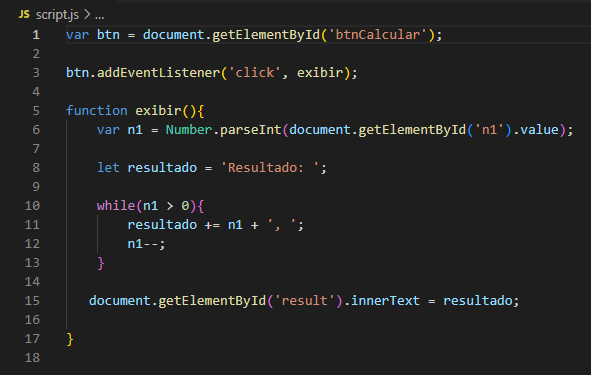 JS script.js > ...
1 var btn = document.getElementById('btnCalcular');
2
3 btn.addEventListener('click', exibir);
4
5 function exibir(){
6     var n1 = Number.parseInt(document.getElementById('n1').value);
7
8     let resultado = 'Resultado: ';
9
10     while(n1 > 0){
11         resultado += n1 + ', ';
12         n1--;
13     }
14
15    document.getElementById('result').innerText = resultado;
16
17 }
18